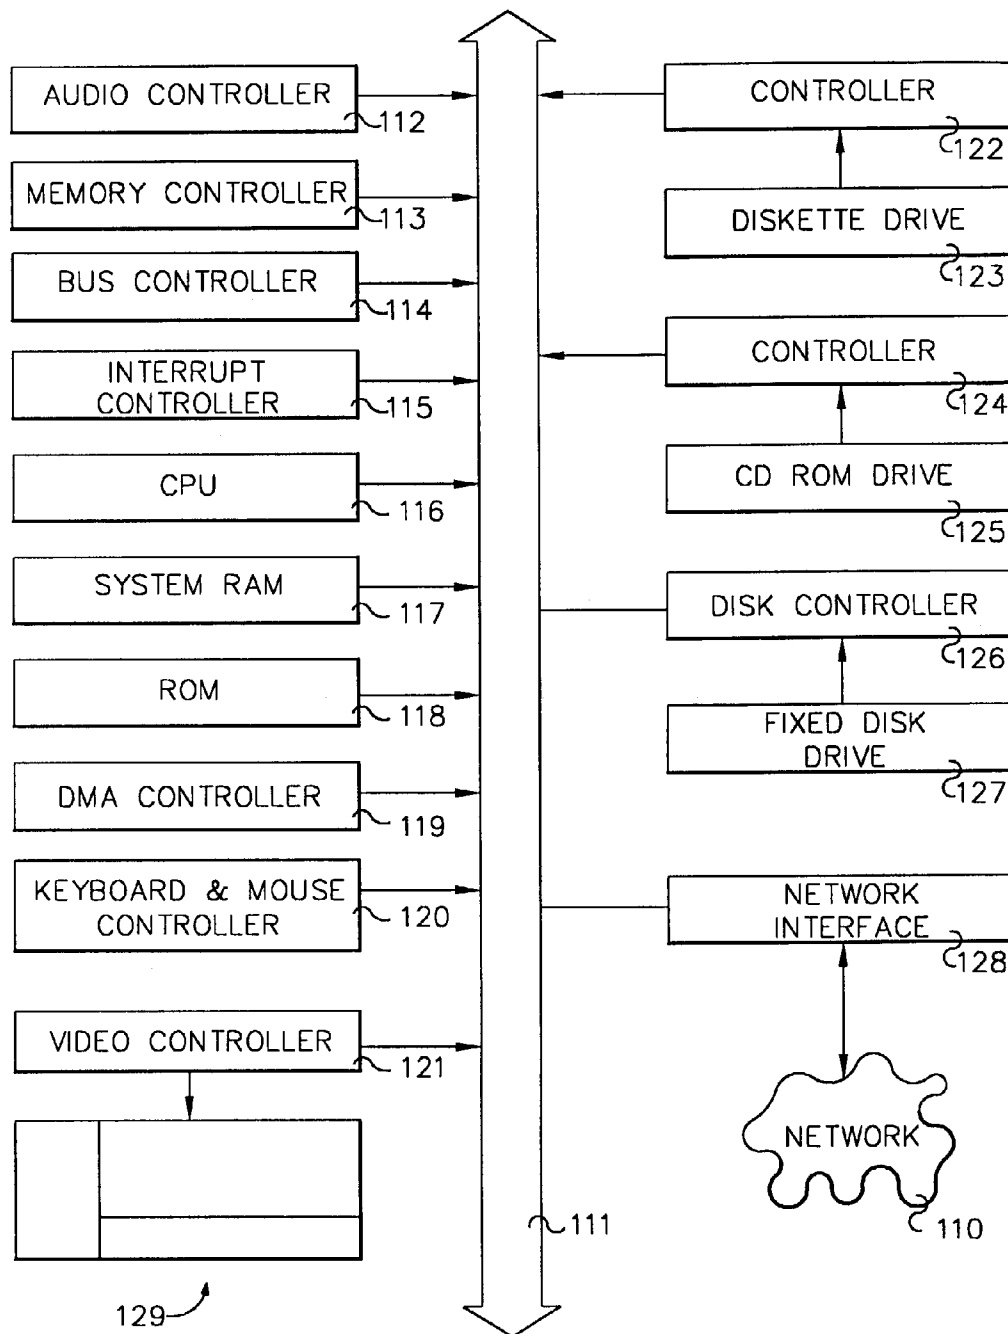 AUDIO CONTROLLER
112
MEMORY CONTROLLER
113
BUS CONTROLLER
114
INTERRUPT
CONTROLLER
115
CPU
116
SYSTEM RAM
117
ROM
118
DMA CONTROLLER
119
KEYBOARD & MOUSE
CONTROLLER
120
VIDEO CONTROLLER
121
129
111
CONTROLLER
122
DISKETTE DRIVE
123
CONTROLLER
124
CD ROM DRIVE
125
DISK CONTROLLER
126
FIXED DISK
DRIVE
127
NETWORK
INTERFACE
128
NETWORK
110